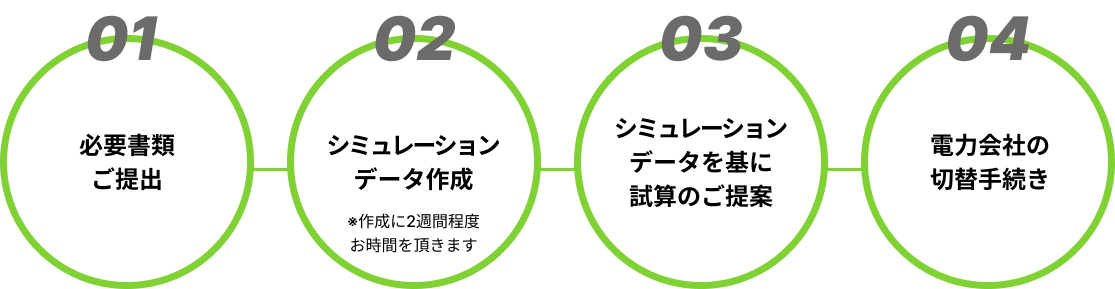 01
必要書類
ご提出
02
シミュレーション
データ作成
※作成に2週間程度
お時間を頂きます
03
シミュレーション
データを基に
試算のご提案
04
電力会社の
切替手続き